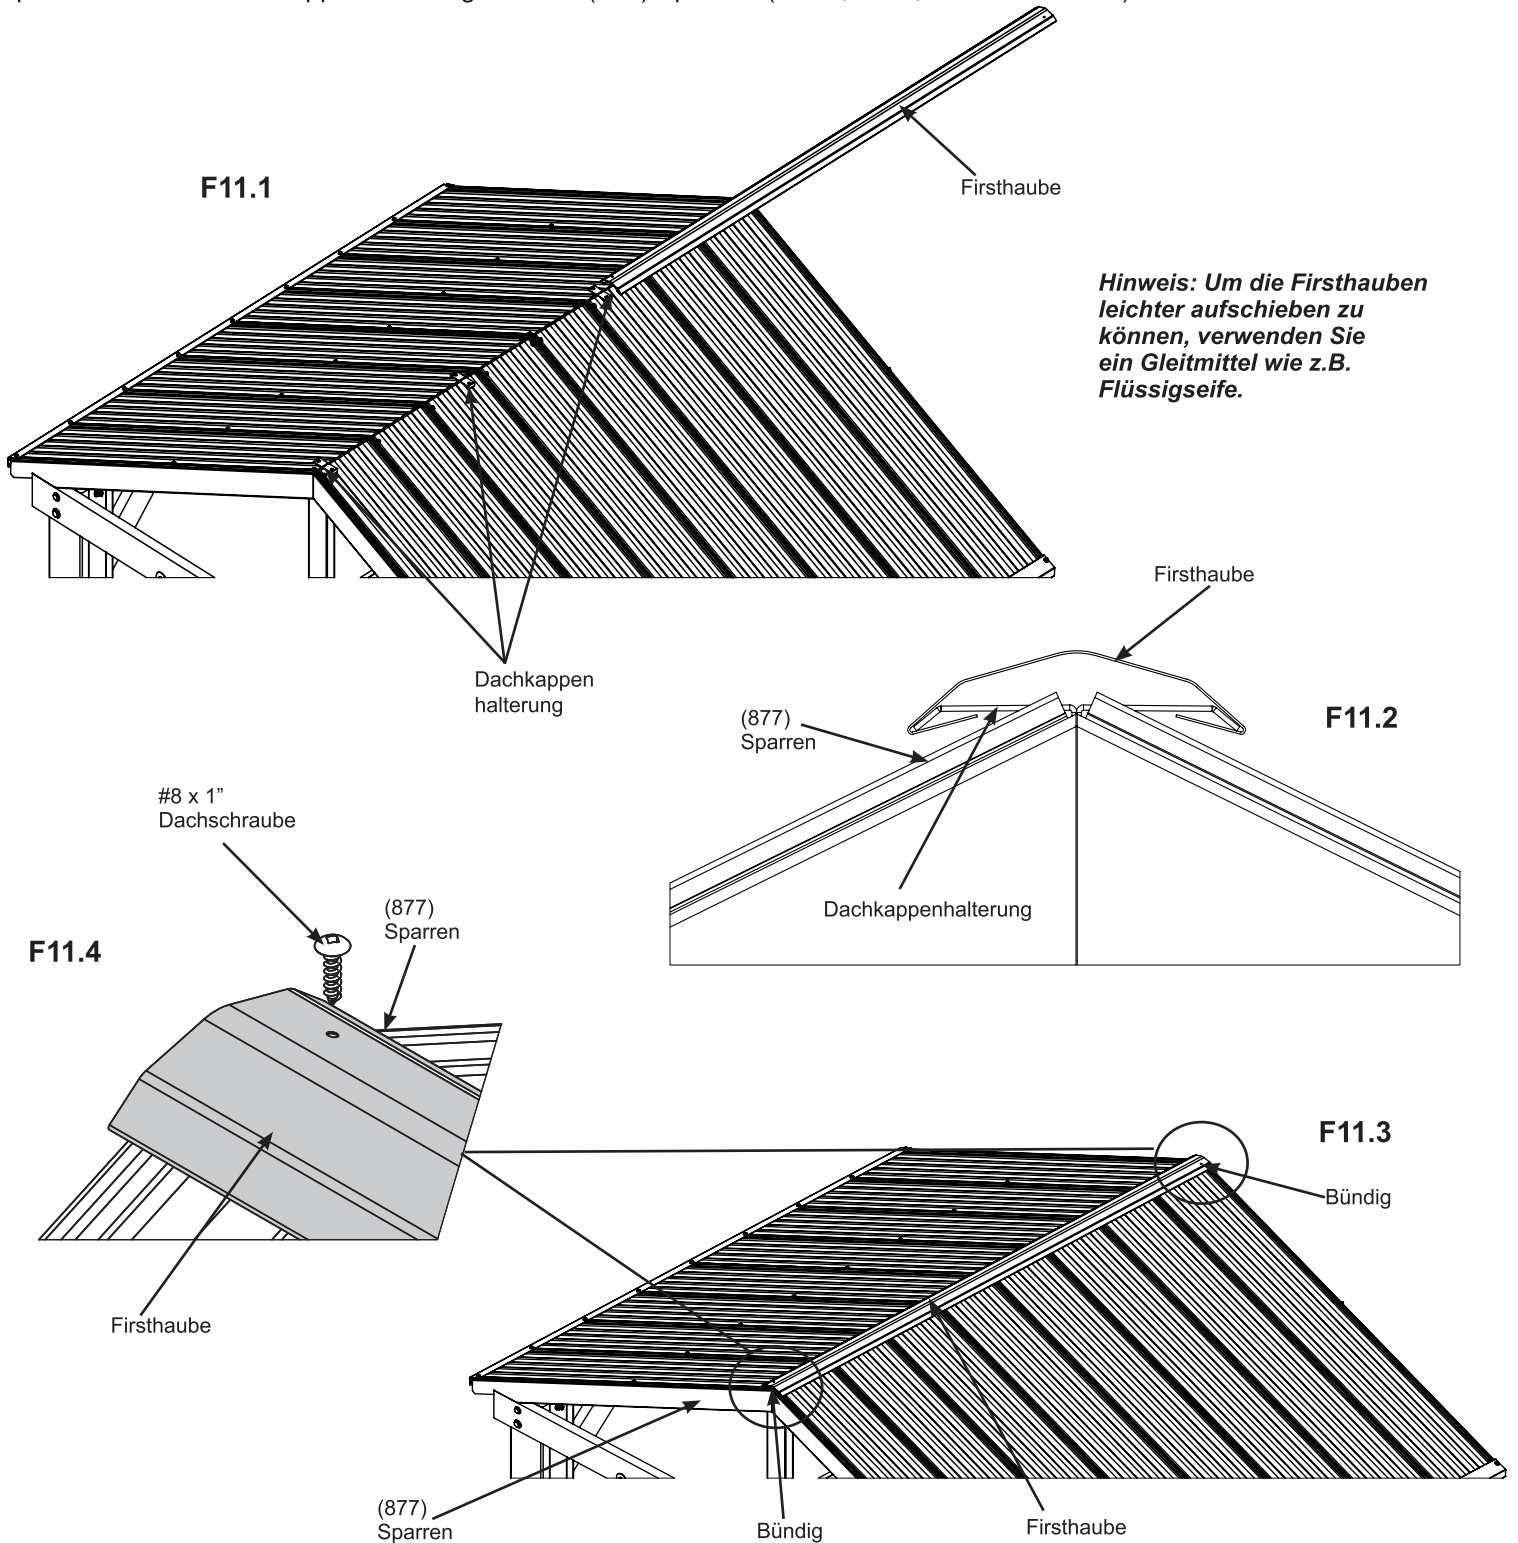 F11.1
Firsthaube
Hinweis: Um die Firsthauben
leichter aufschieben zu
können, verwenden Sie
ein Gleitmittel wie z.B.
Flüssigseife.
Dachkappen
halterung
Firsthaube
F11.2
(877)
Sparren
Dachkappenhalterung
#8 x 1”
Dachschraube
(877)
Sparren
F11.4
Firsthaube
F11.3
Bündig
(877)
Sparren
Bündig
Firsthaube